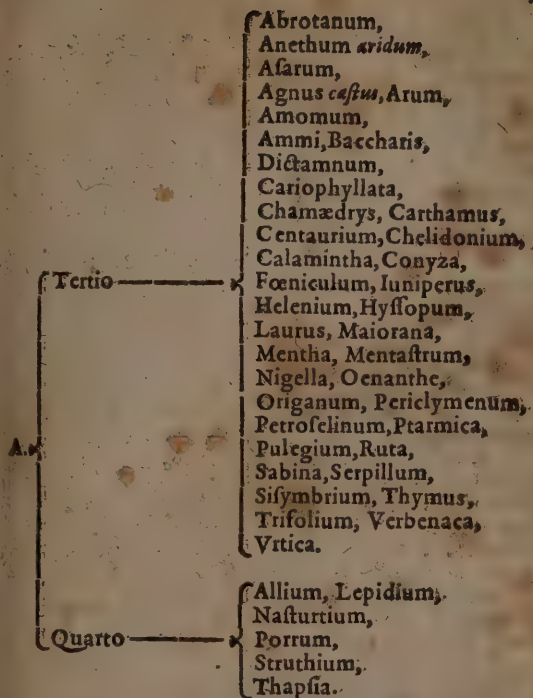 Abrotanum,
Anethum aridum,
Aſarum,
Agnus caſtus, Arum,
Amomum,
Ammi, Baccharis,
Dictamnum,
Cariophyllata,
Chamædrys, Carthamus,
Centaurium, Chelidonium,
Calamintha, Conyza,
Tertio
Fœniculum, Iuniperus,
Helenium, Hyſſopum,
Laurus, Maiorana,
Mentha, Mentaſtrum,
Nigella, Oenanthe,
Origanum, Periclymenum,
Petroſelinum, Ptarmica,
A.
Pulegium, Ruta,
Sabina, Serpillum,
Siſymbrium, Thymus,
Trifolium, Verbenaca,
Vrtica.
Allium, Lepidium,
Naſturtium,
Quarto
Porrum,
Struthium,
Thapſia.